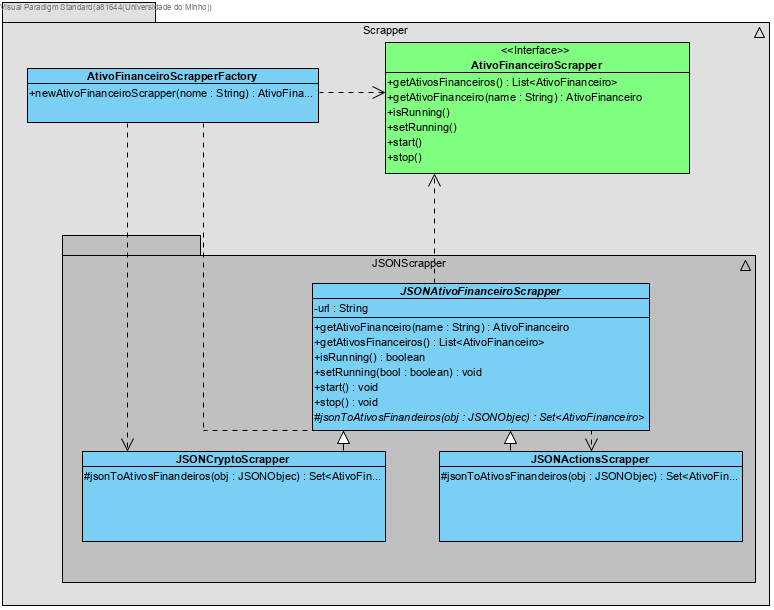 Visual Paradigm Standard(a81644(Universidade do Minho))
Scrapper
<<Interface>>
AtivoFinanceiroScrapper
+getAtivosFinanceiros() : List<AtivoFinanceiro>
+getAtivoFinanceiro(name : String) : AtivoFinanceiro
+isRunning()
+setRunning()
+start()
+stop()
AtivoFinanceiroScrapperFactory
+newAtivoFinanceiroScrapper(nome : String) : AtivoFina...
JSONScrapper
JSONAtivoFinanceiroScrapper
-url : String
+getAtivoFinanceiro(name : String) : AtivoFinanceiro
+getAtivosFinanceiros() : List<AtivoFinanceiro>
+isRunning() : boolean
+setRunning(bool : boolean) : void
+start() : void
+stop() : void
#jsonToAtivosFinandeiros(obj : JSONObjec) : Set<AtivoFinanceiro>
JSONCryptoScrapper
#jsonToAtivosFinandeiros(obj : JSONObjec) : Set<AtivoFin...
JSONActionsScrapper
#jsonToAtivosFinandeiros(obj : JSONObjec) : Set<AtivoFin...